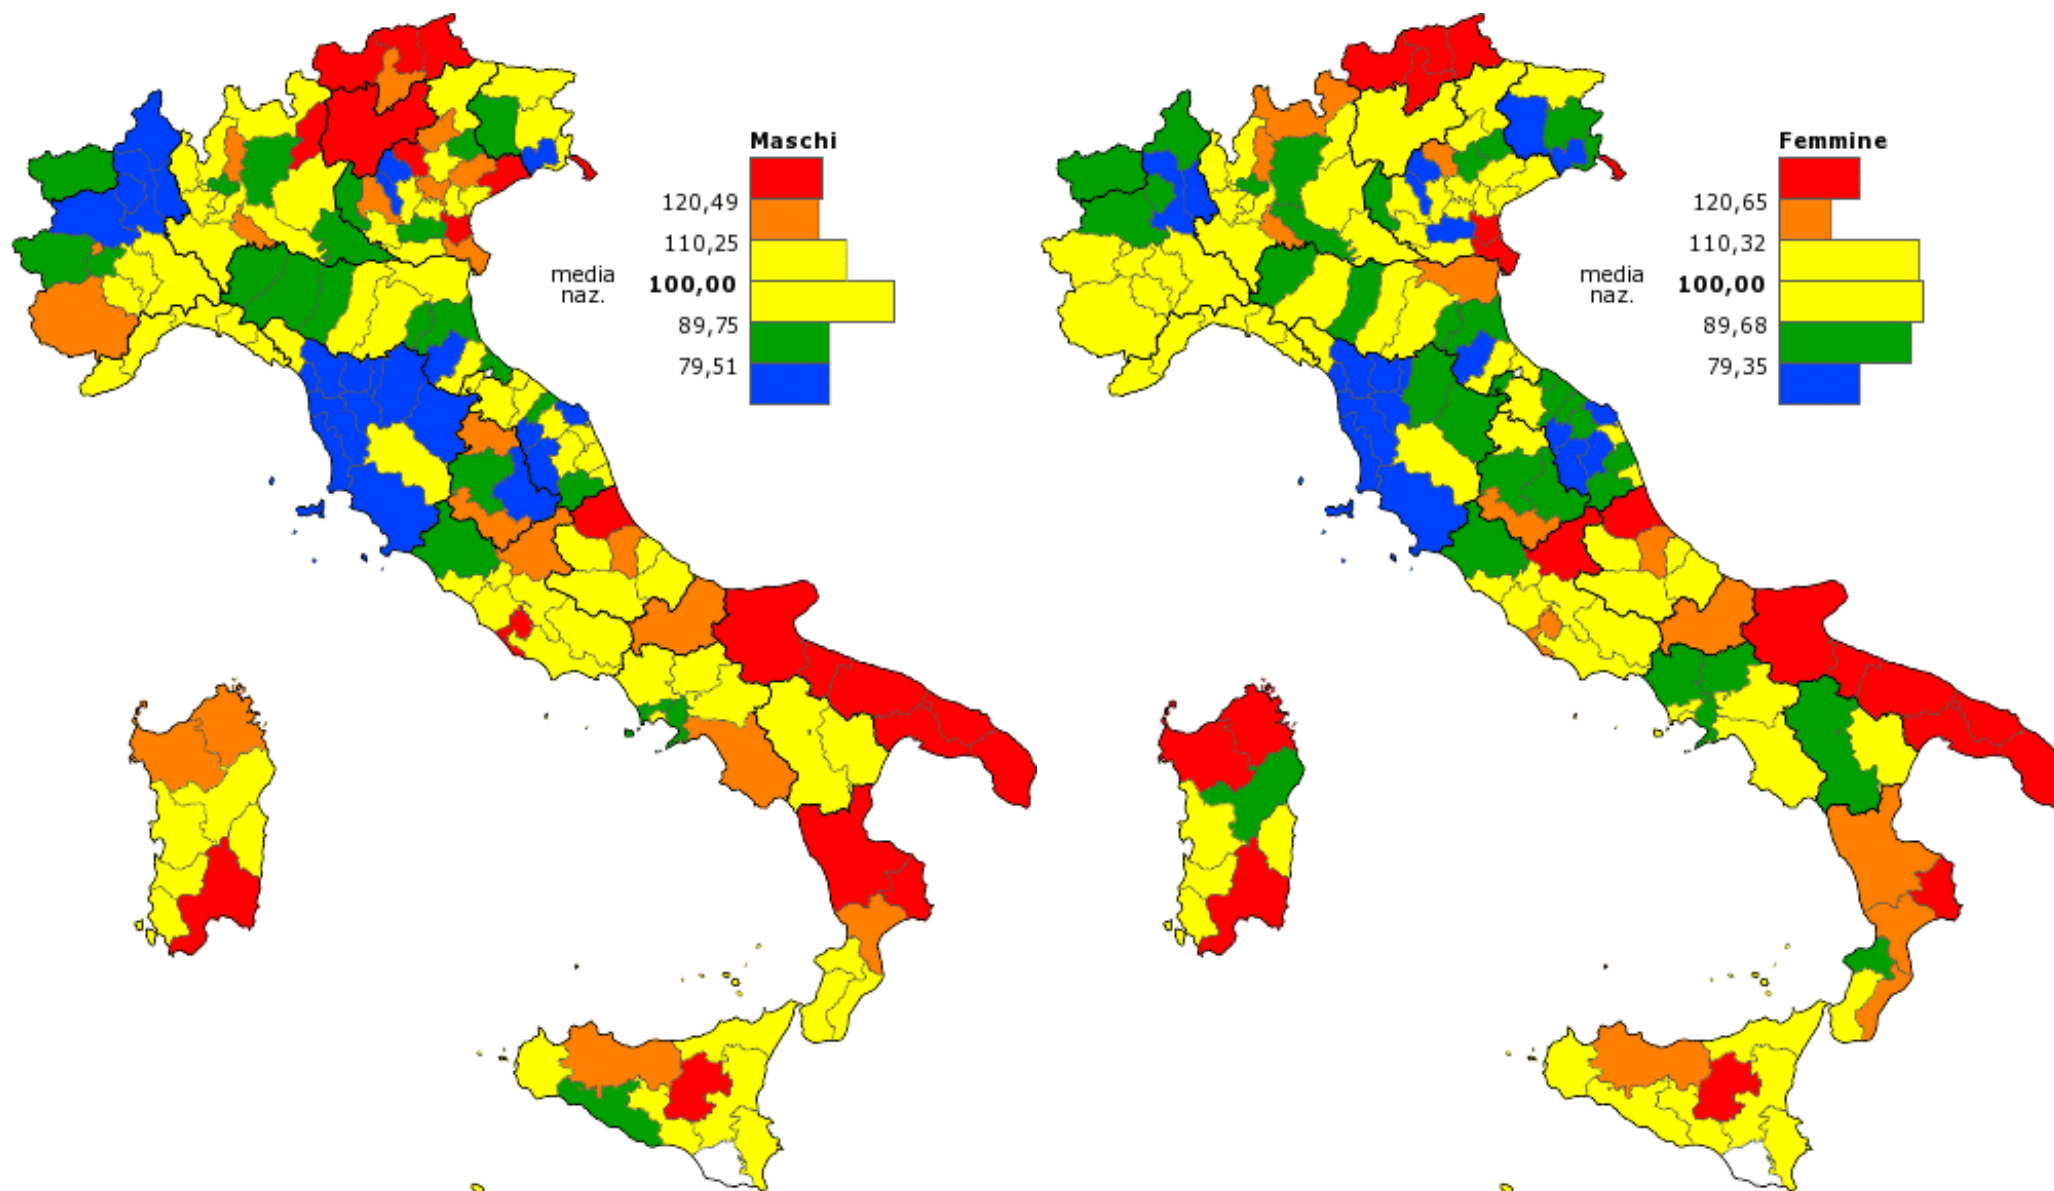 Maschi
120,49
110,25
media
naz.
100,00
89,75
79,51
Femmine
120,65
110,32
media
naz.
100,00
89,68
79,35